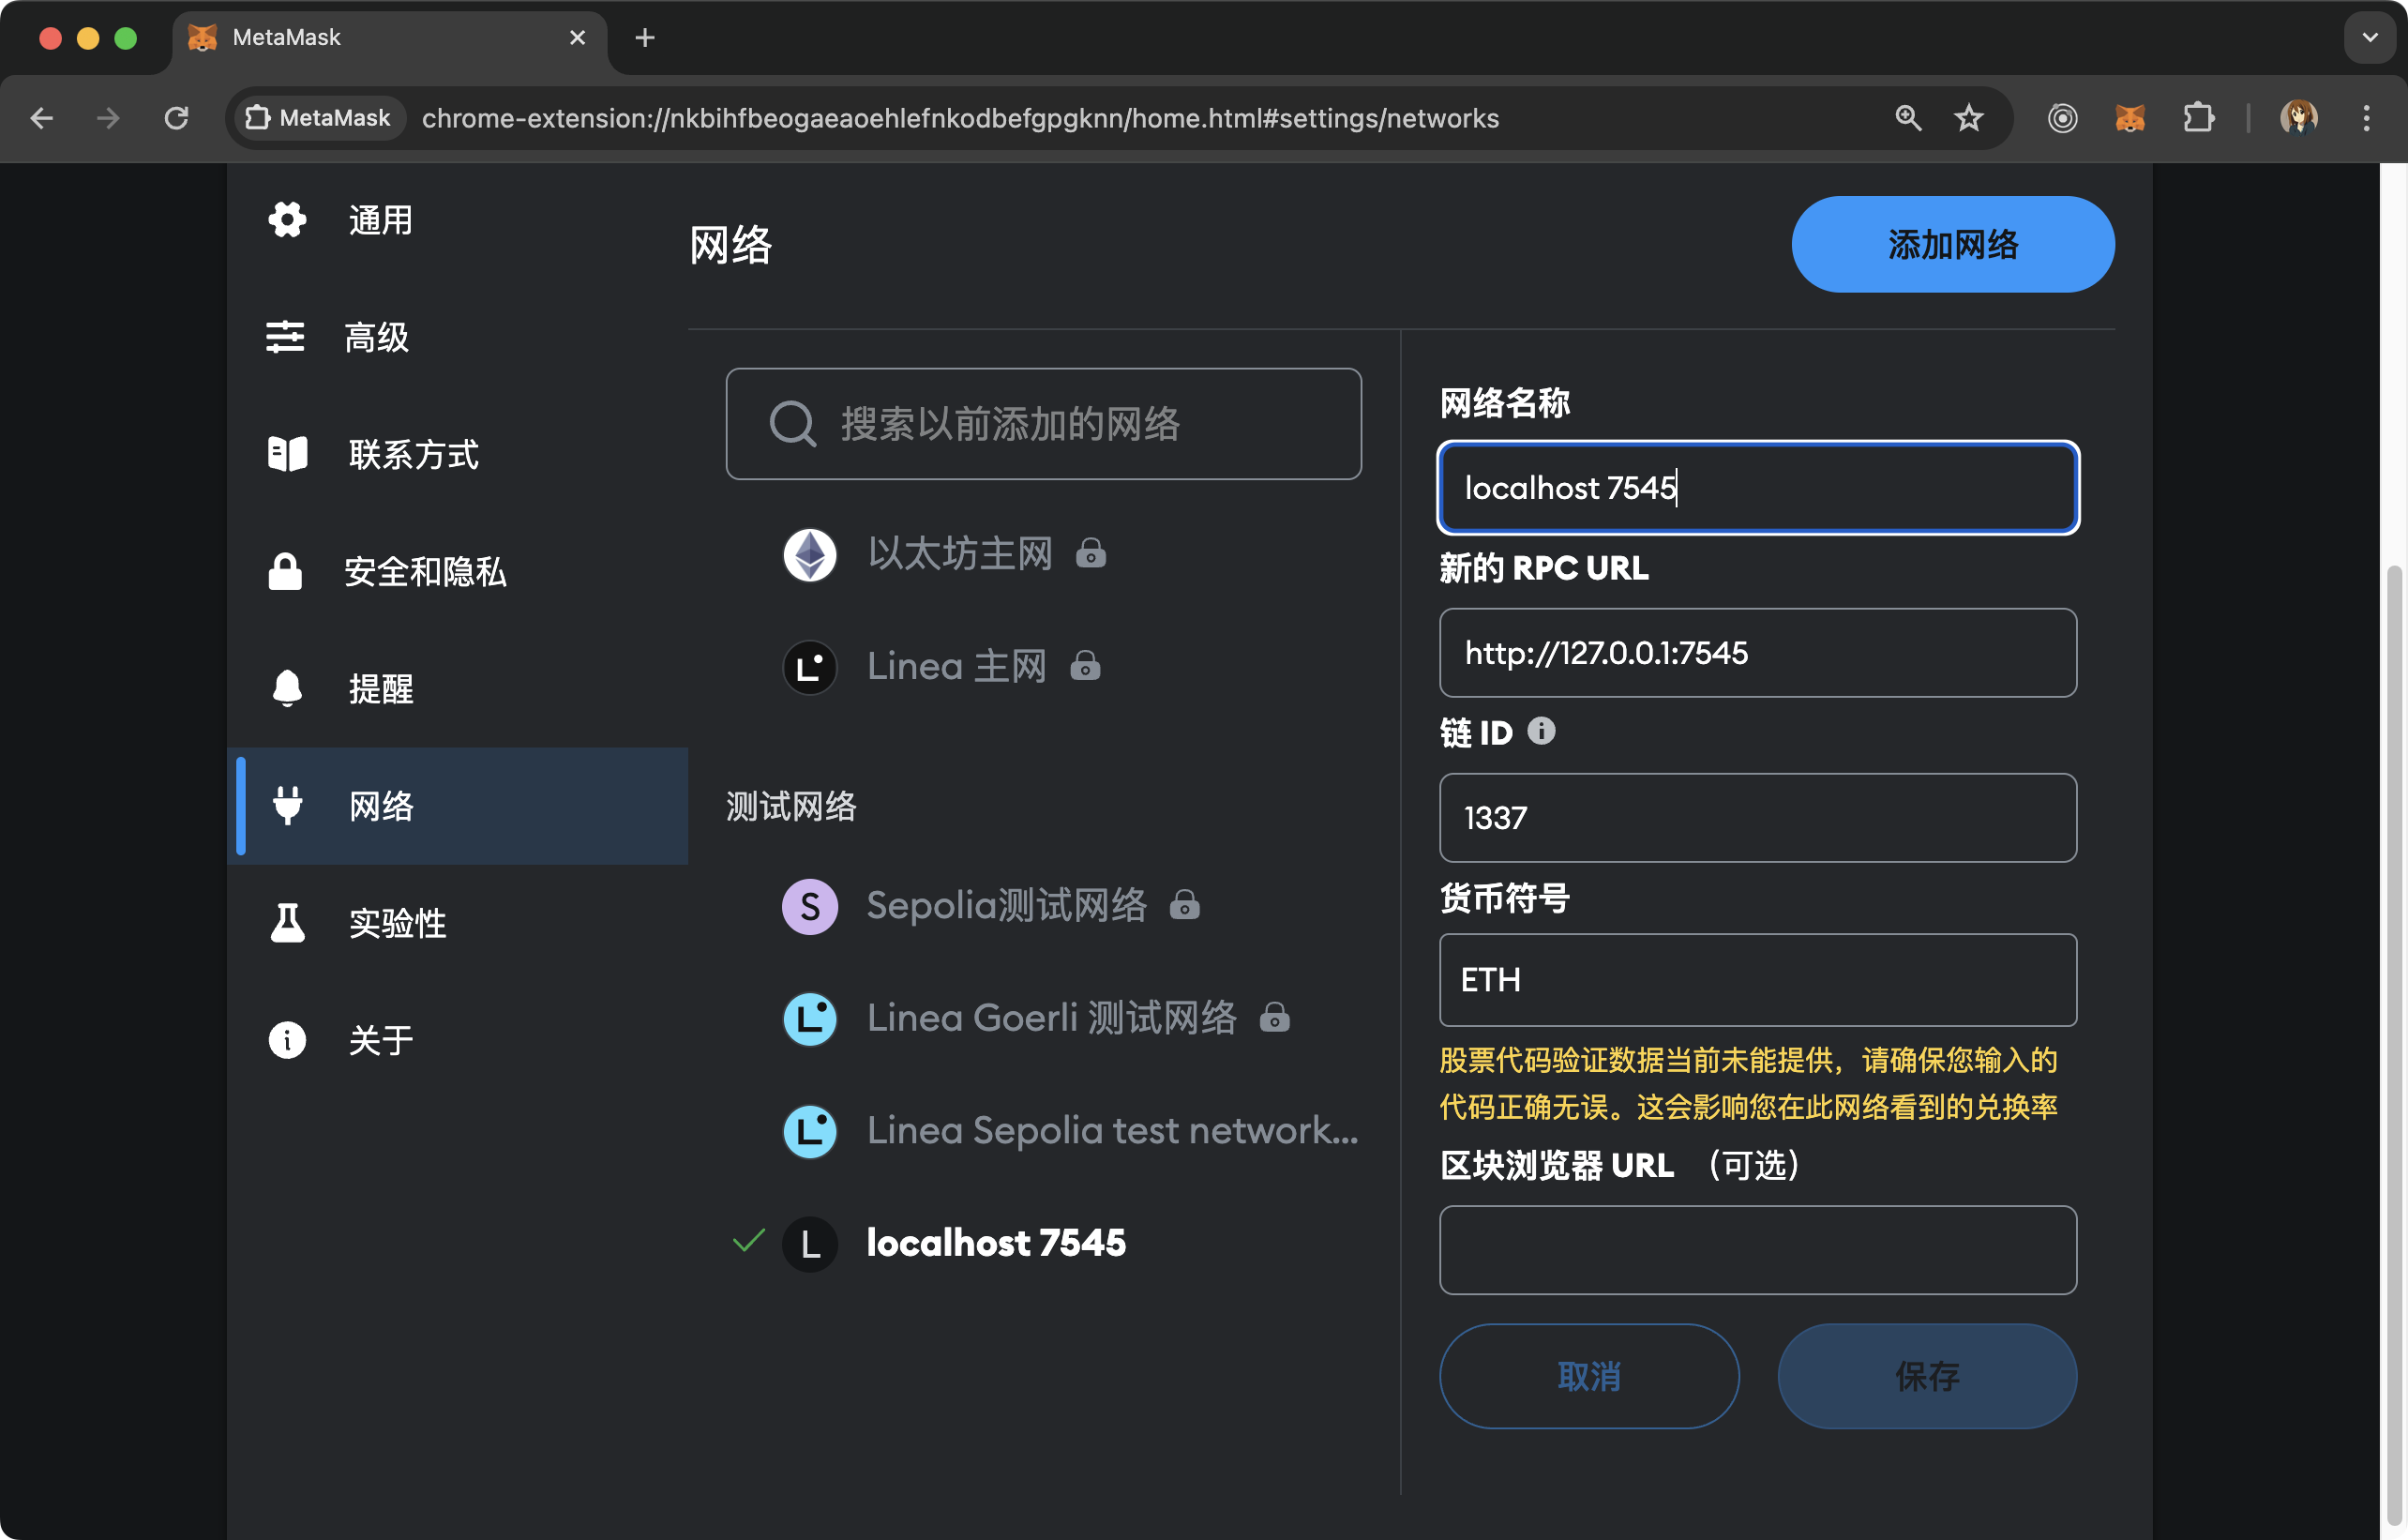 MetaMask
MetaMask
chrome-extension://nkbihfbeogaeaoehlefnkodbefgpgknn/home.html#settings/networks
通用
高级
联系方式
安全和隐私
提醒
网络
实验性
关于
网络
添加网络
搜索以前添加的网络
以太坊主网
Linea 主网
测试网络
S
Sepolia测试网络
Linea Goerli 测试网络
Linea Sepolia test network...
L
localhost 7545
网络名称
localhost 7545
新的 RPC URL
http://127.0.0.1:7545
链 ID
1337
货币符号
ETH
股票代码验证数据当前未能提供，请确保您输入的
代码正确无误。这会影响您在此网络看到的兑换率
区块浏览器 URL （可选）
取消
保存